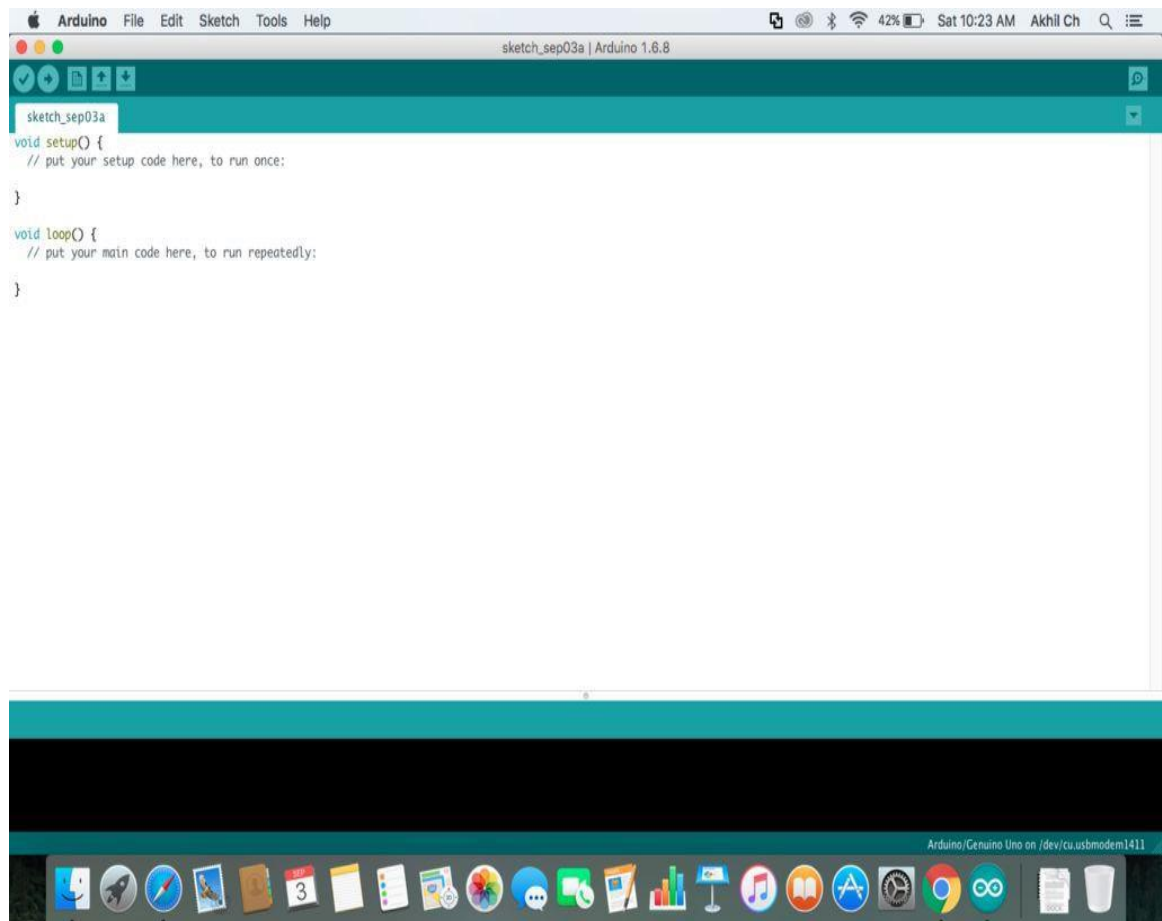 Arduino File Edit Sketch Tools Help 42% Sat 10:23 AM Akhil Ch
sketch_sep03a | Arduino 1.6.8
sketch_sep03a
void setup() {
// put your setup code here, to run once:
}
void loop() {
// put your main code here, to run repeatedly:
}
Arduino/Genuino Uno on /dev/cu.usbmodem1411
SEP
3